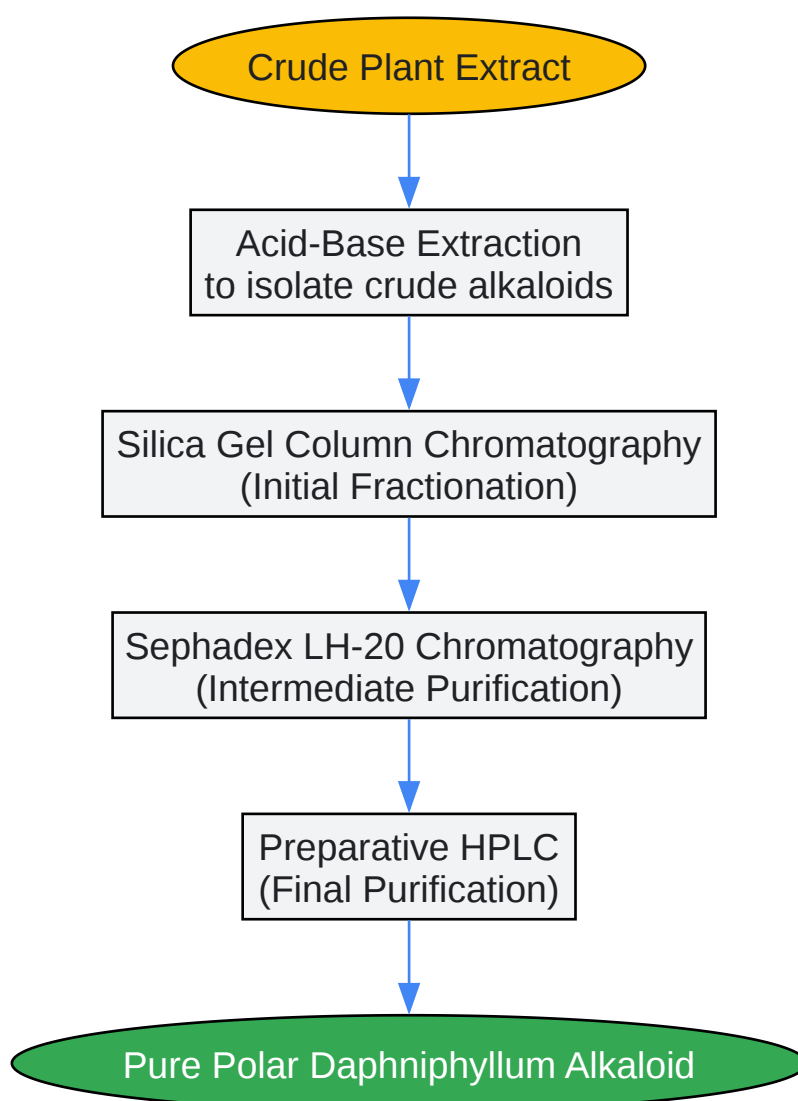 Crude Plant Extract
Acid-Base Extraction
to isolate crude alkaloids
Silica Gel Column Chromatography
(Initial Fractionation)
Sephadex LH-20 Chromatography
(Intermediate Purification)
Preparative HPLC
(Final Purification)
Pure Polar Daphniphyllum Alkaloid